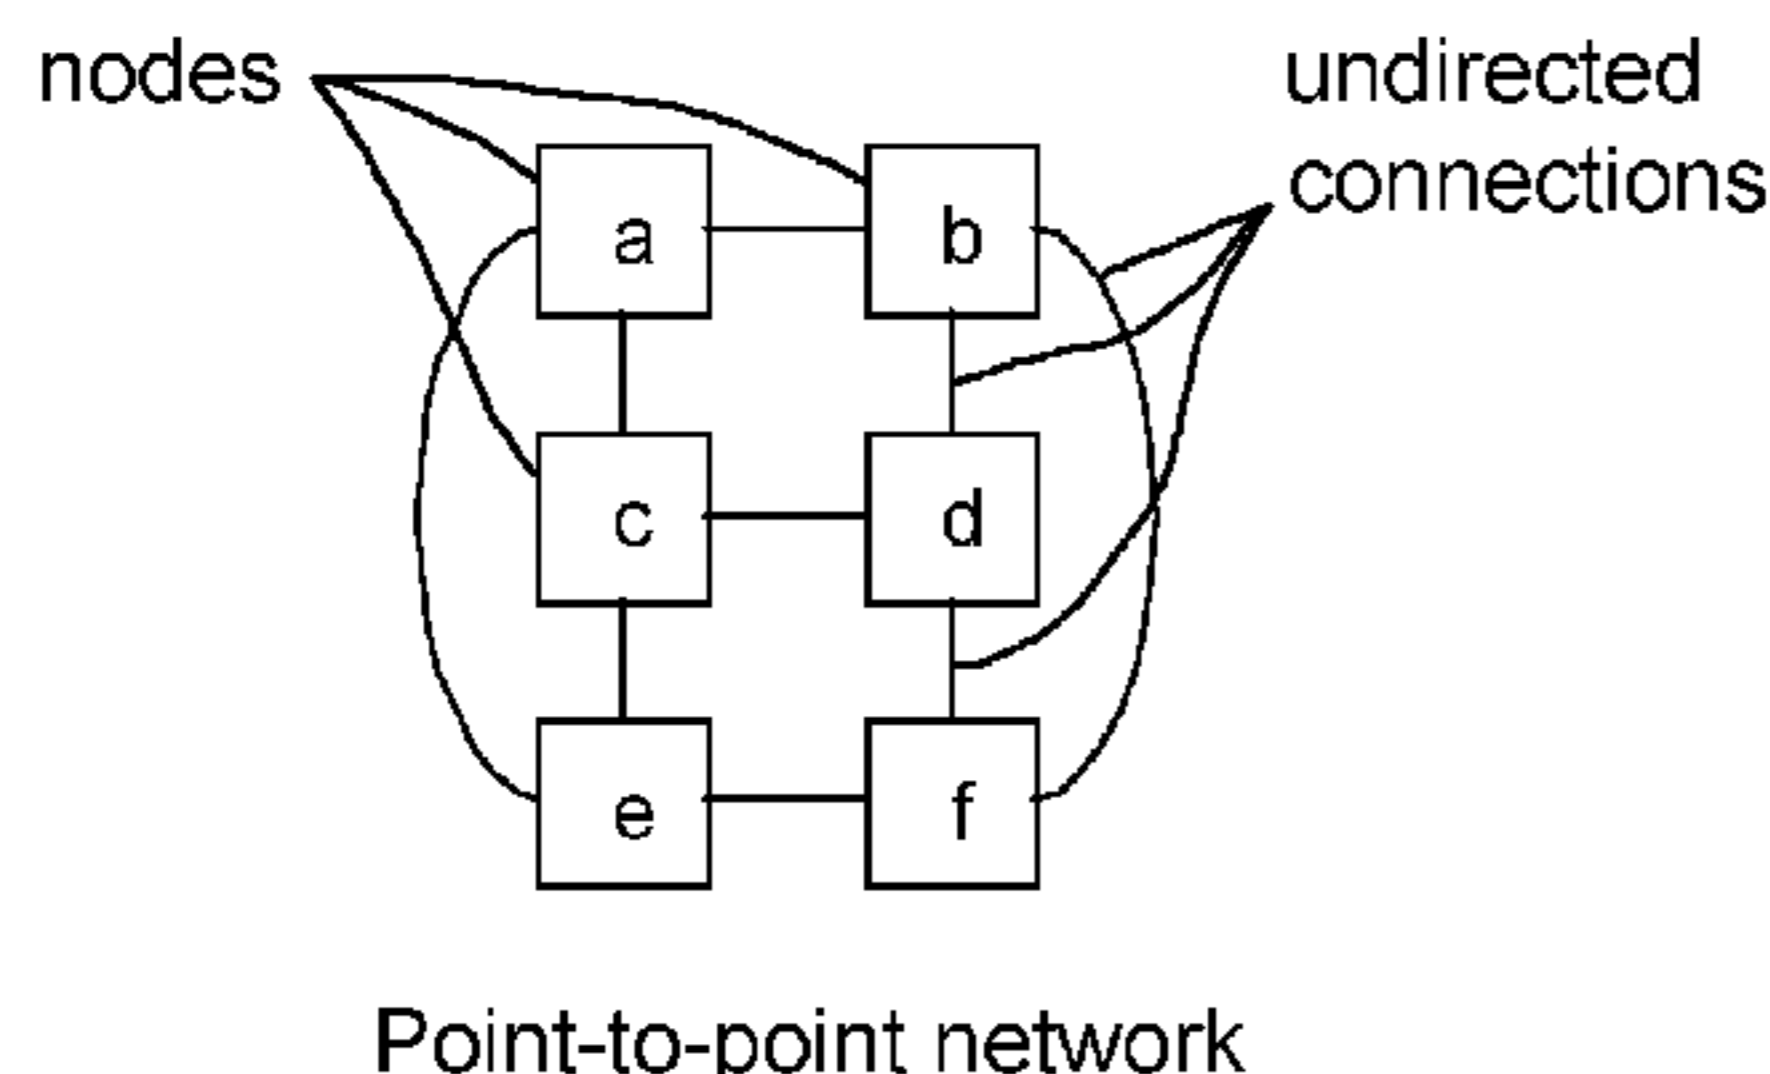 nodes
undirected
connections
a
b
c
d
e
f
Point-to-point network